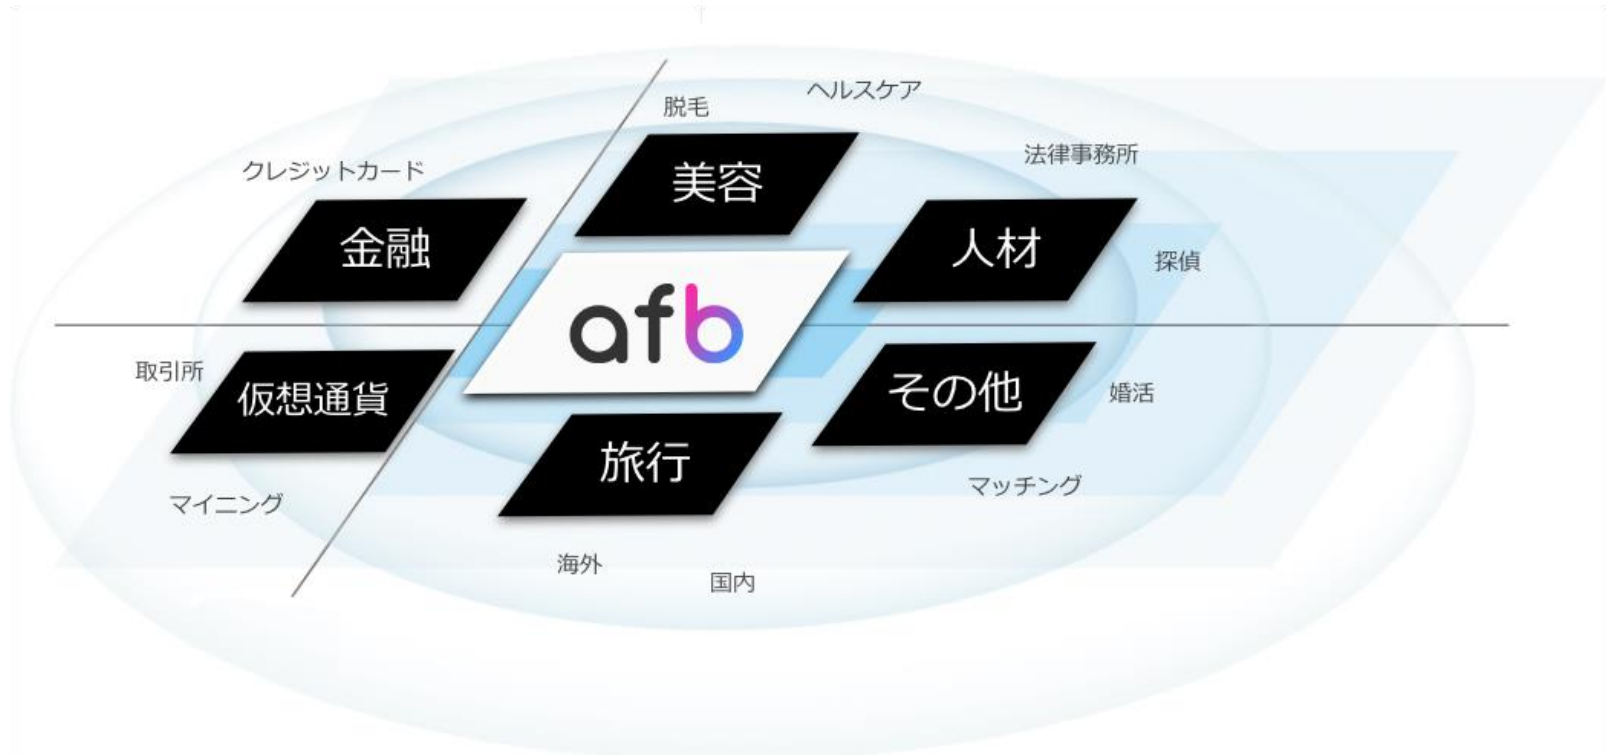 ヘルスケア
脱毛
法律事務所
クレジットカード
美容
金融
人材
探偵
afb
取引所
仮想通貨
その他
婚活
旅行
マイニング
マッチング
海外
国内